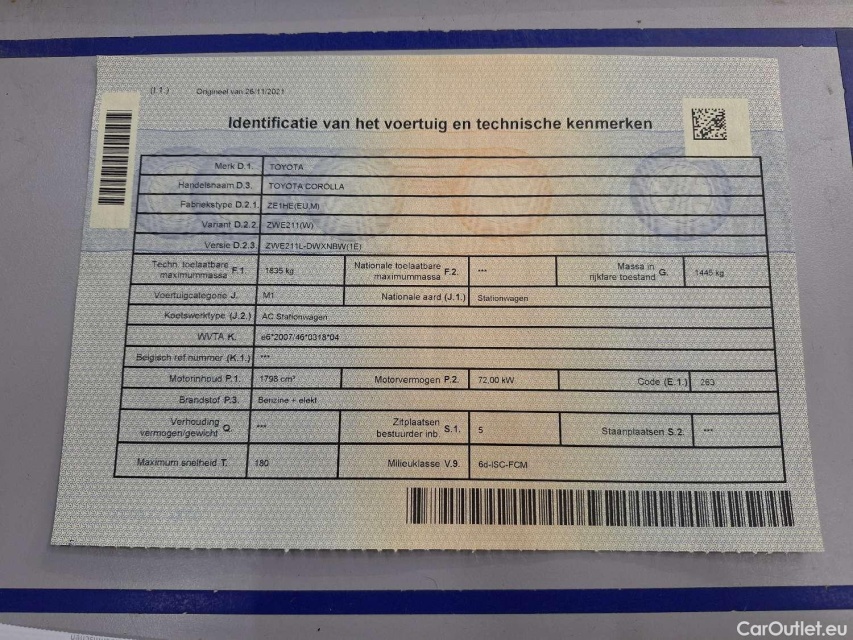 (I.1.) Origineel van 26/11/2021
Identificatie van het voertuig en technische kenmerken
Merk D.1. TOYOTA
Handelsnaam D.3. TOYOTA COROLLA
Fabriekstype D.2.1. ZE1HE(EU,M)
Variant D.2.2. ZWE211(W)
Versie D.2.3. ZWE211L-DWXNBW(1E)
Techn. toelaatbare maximummassa F.1. 1835 kg Nationale toelaatbare maximummassa F.2. *** Massa in rijklare toestand G. 1445 kg
Voertuigcategorie J. M1 Nationale aard (J.1.) Stationwagen
Koetswerktype (J.2.) AC Stationwagen
WVTA K. e6*2007/46*0318*04
Belgisch ref.nummer (K.1.) ***
Motorinhoud P.1. 1798 cm³ Motorvermogen P.2. 72,00 kW Code (E.1.) 263
Brandstof P.3. Benzine + elekt
Verhouding vermogen/gewicht Q. *** Zitplaatsen bestuurder inb. S.1. 5 Staanplaatsen S.2. ***
Maximum snelheid T. 180 Milieuklasse V.9. 6d-ISC-FCM
CarOutlet.eu